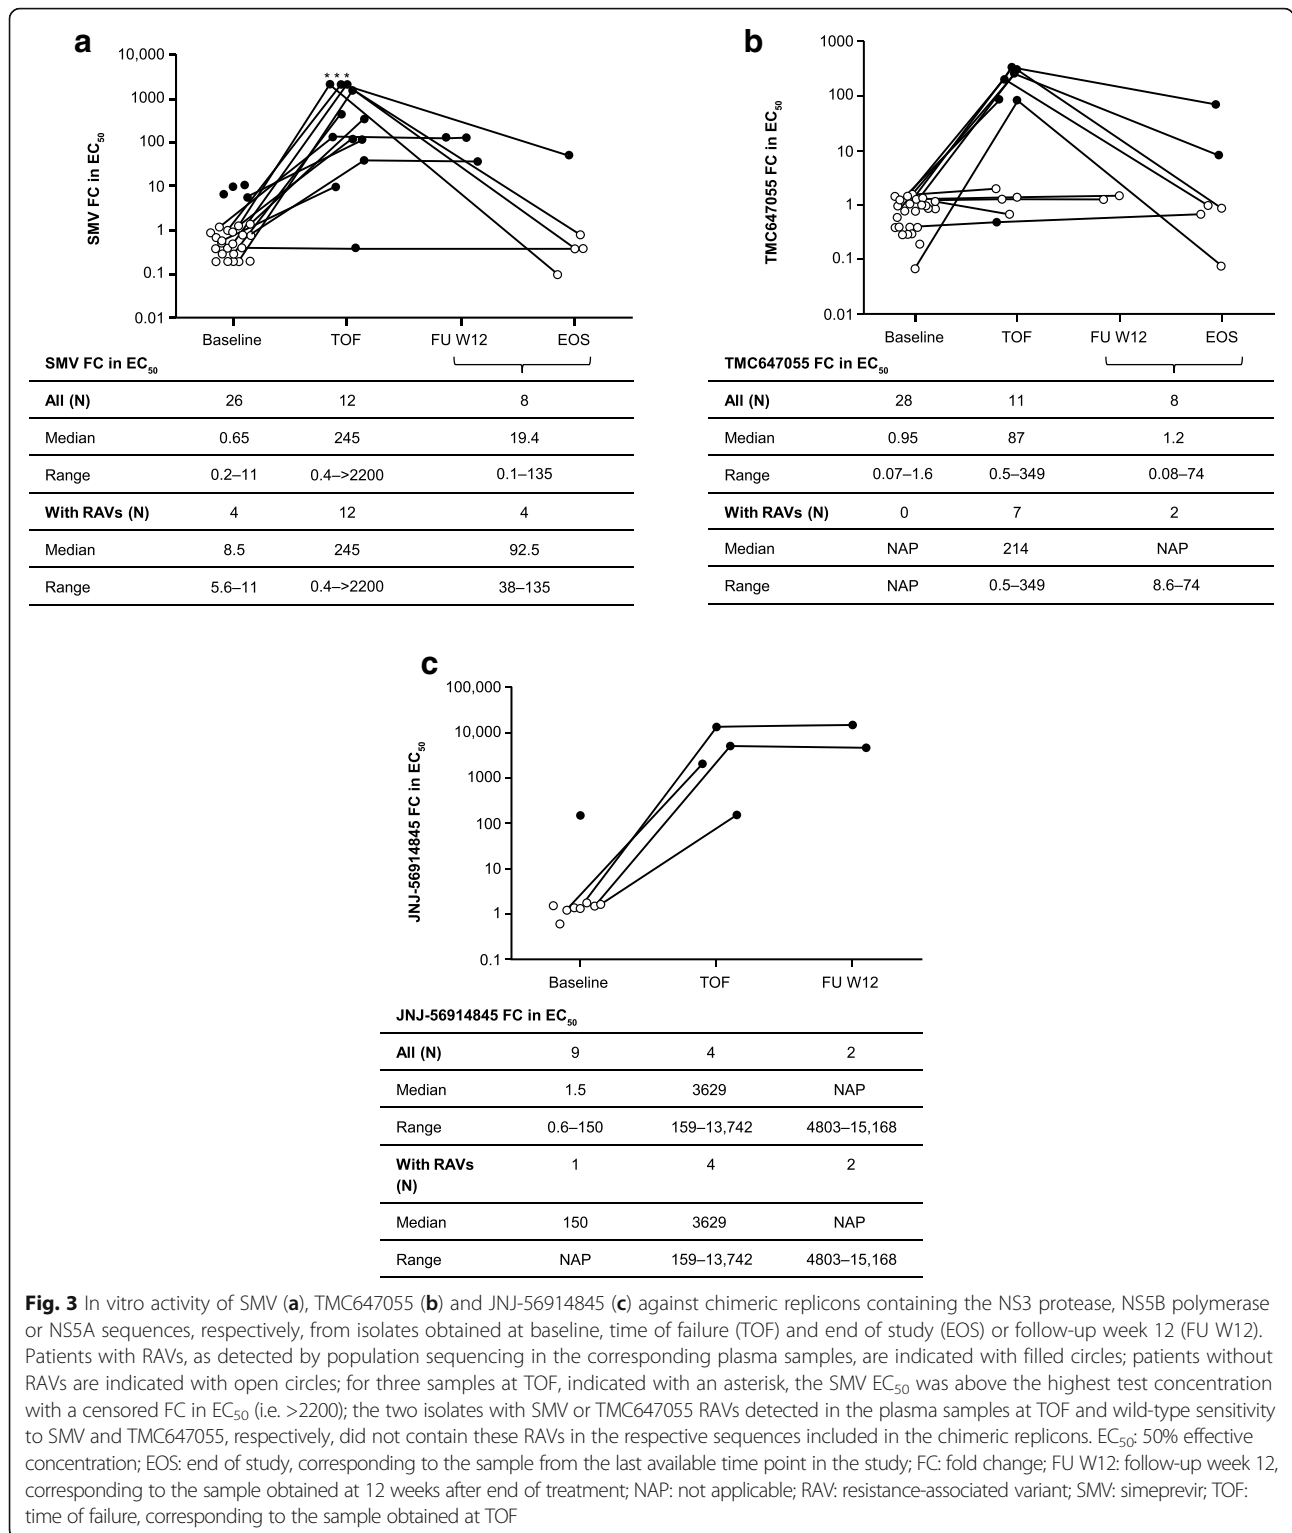 a
10,000
1000
100
10
1
0.1
0.01
SMV FC in EC50
* * *
Baseline TOF FU W12 EOS
SMV FC in EC50
All (N) 26 12 8
Median 0.65 245 19.4
Range 0.2–11 0.4–>2200 0.1–135
With RAVs (N) 4 12 4
Median 8.5 245 92.5
Range 5.6–11 0.4–>2200 38–135
b
1000
100
10
1
0.1
0.01
TMC647055 FC in EC50
Baseline TOF FU W12 EOS
TMC647055 FC in EC50
All (N) 28 11 8
Median 0.95 87 1.2
Range 0.07–1.6 0.5–349 0.08–74
With RAVs (N) 0 7 2
Median NAP 214 NAP
Range NAP 0.5–349 8.6–74
c
100,000
10,000
1000
100
10
1
0.1
JNJ-56914845 FC in EC50
Baseline TOF FU W12
JNJ-56914845 FC in EC50
All (N) 9 4 2
Median 1.5 3629 NAP
Range 0.6–150 159–13,742 4803–15,168
With RAVs 1 4 2
(N)
Median 150 3629 NAP
Range NAP 159–13,742 4803–15,168
Fig. 3 In vitro activity of SMV (a), TMC647055 (b) and JNJ-56914845 (c) against chimeric replicons containing the NS3 protease, NS5B polymerase
or NS5A sequences, respectively, from isolates obtained at baseline, time of failure (TOF) and end of study (EOS) or follow-up week 12 (FU W12).
Patients with RAVs, as detected by population sequencing in the corresponding plasma samples, are indicated with filled circles; patients without
RAVs are indicated with open circles; for three samples at TOF, indicated with an asterisk, the SMV EC50 was above the highest test concentration
with a censored FC in EC50 (i.e. >2200); the two isolates with SMV or TMC647055 RAVs detected in the plasma samples at TOF and wild-type sensitivity
to SMV and TMC647055, respectively, did not contain these RAVs in the respective sequences included in the chimeric replicons. EC50: 50% effective
concentration; EOS: end of study, corresponding to the sample from the last available time point in the study; FC: fold change; FU W12: follow-up week 12,
corresponding to the sample obtained at 12 weeks after end of treatment; NAP: not applicable; RAV: resistance-associated variant; SMV: simeprevir; TOF:
time of failure, corresponding to the sample obtained at TOF